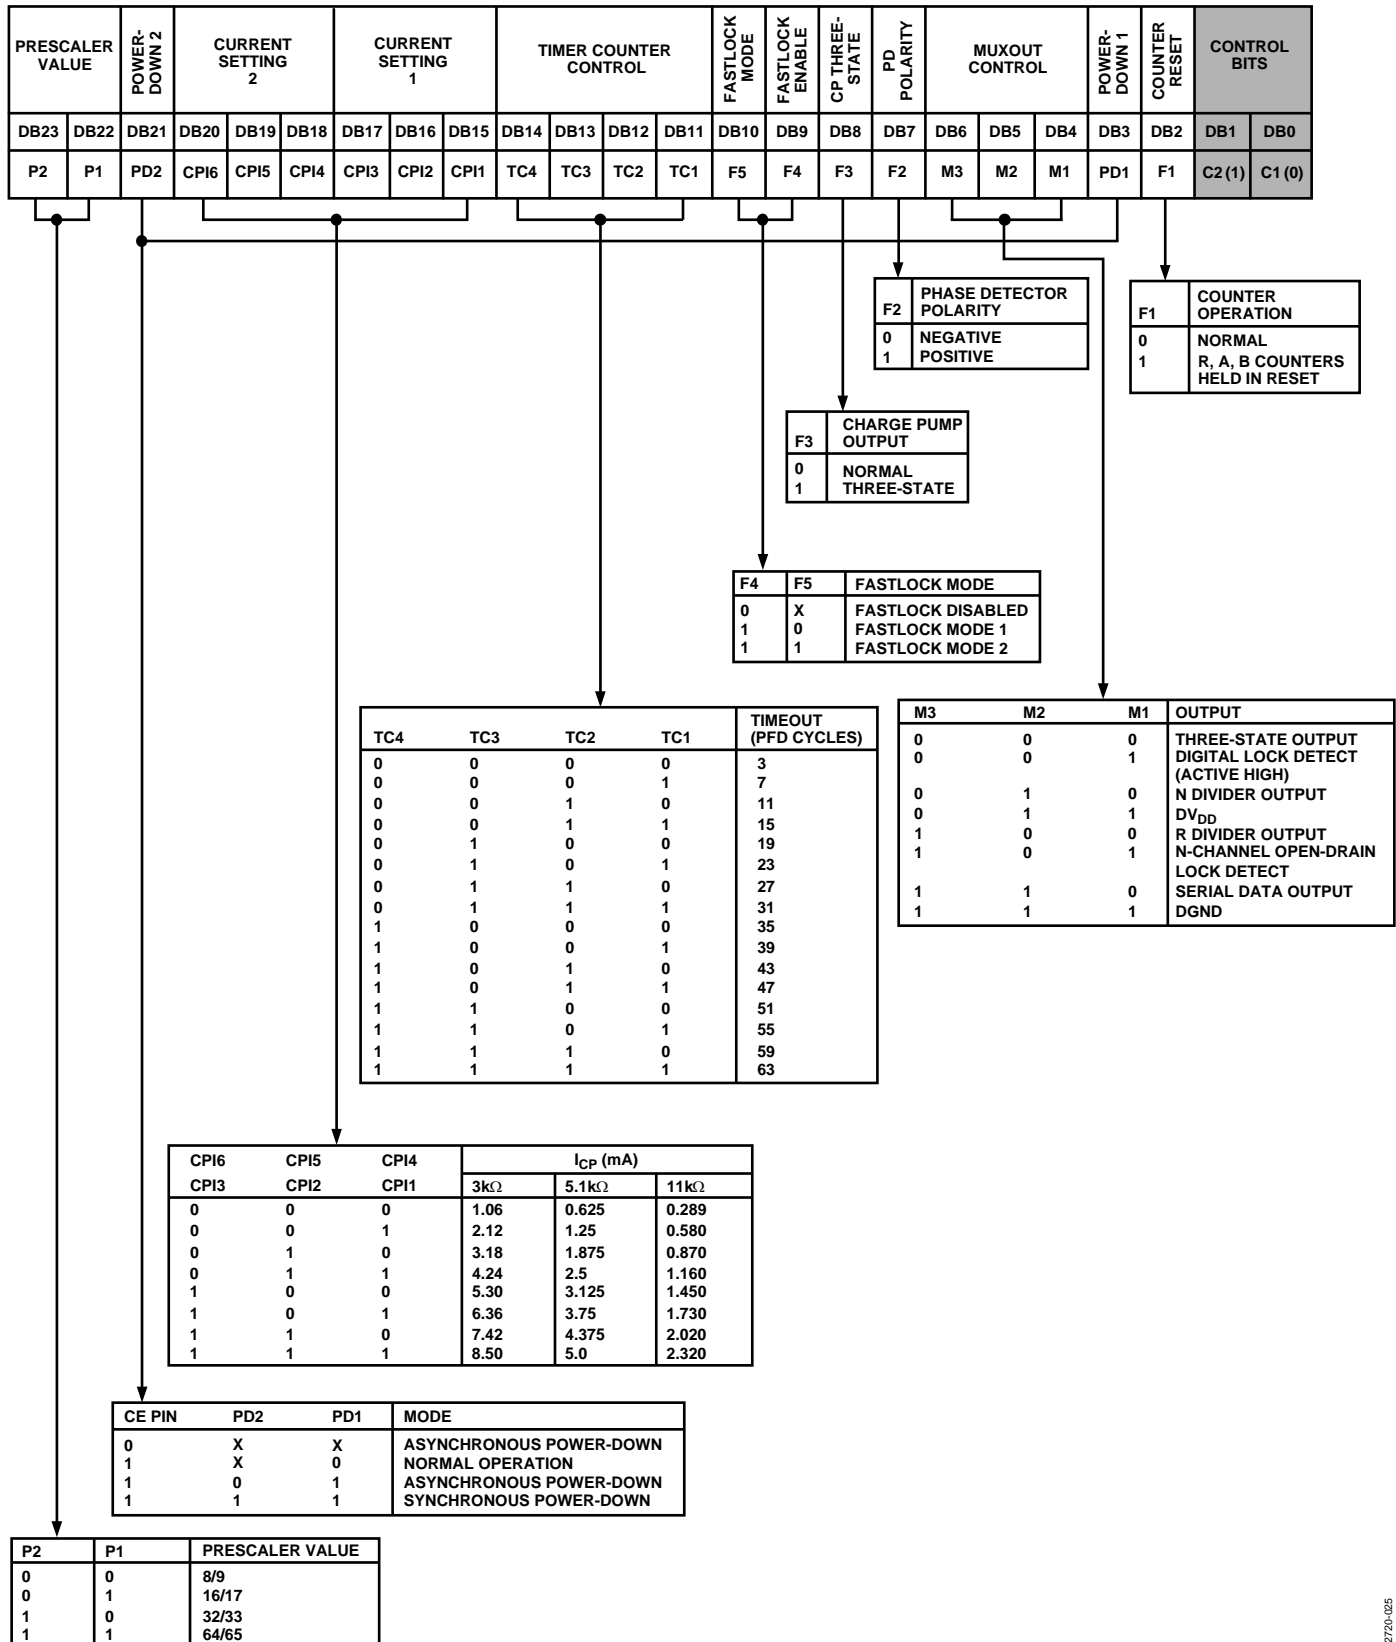 PRESCALER
VALUE
POWER-
DOWN 2
CURRENT
SETTING
2
CURRENT
SETTING
1
TIMER COUNTER
CONTROL
FASTLOCK
MODE
FASTLOCK
ENABLE
CP THREE-
STATE
PD
POLARITY
MUXOUT
CONTROL
POWER-
DOWN 1
COUNTER
RESET
CONTROL
BITS
DB23 DB22 DB21 DB20 DB19 DB18 DB17 DB16 DB15 DB14 DB13 DB12 DB11 DB10 DB9 DB8 DB7 DB6 DB5 DB4 DB3 DB2 DB1 DB0
P2 P1 PD2 CPI6 CPI5 CPI4 CPI3 CPI2 CPI1 TC4 TC3 TC2 TC1 F5 F4 F3 F2 M3 M2 M1 PD1 F1 C2 (1) C1 (0)
F2 PHASE DETECTOR
POLARITY
0 NEGATIVE
1 POSITIVE
F1 COUNTER
OPERATION
0 NORMAL
1 R, A, B COUNTERS
HELD IN RESET
F3 CHARGE PUMP
OUTPUT
0 NORMAL
1 THREE-STATE
F4 F5 FASTLOCK MODE
0 X FASTLOCK DISABLED
1 0 FASTLOCK MODE 1
1 1 FASTLOCK MODE 2
TC4 TC3 TC2 TC1 TIMEOUT
(PFD CYCLES)
0 0 0 0 3
0 0 0 1 7
0 0 1 0 11
0 0 1 1 15
0 1 0 0 19
0 1 0 1 23
0 1 1 0 27
0 1 1 1 31
1 0 0 0 35
1 0 0 1 39
1 0 1 0 43
1 0 1 1 47
1 1 0 0 51
1 1 0 1 55
1 1 1 0 59
1 1 1 1 63
M3 M2 M1 OUTPUT
0 0 0 THREE-STATE OUTPUT
0 0 1 DIGITAL LOCK DETECT
(ACTIVE HIGH)
0 1 0 N DIVIDER OUTPUT
0 1 1 DVDD
1 0 0 R DIVIDER OUTPUT
1 0 1 N-CHANNEL OPEN-DRAIN
LOCK DETECT
1 1 0 SERIAL DATA OUTPUT
1 1 1 DGND
CPI6 CPI5 CPI4 ICP (mA)
CPI3 CPI2 CPI1 3kΩ 5.1kΩ 11kΩ
0 0 0 1.06 0.625 0.289
0 0 1 2.12 1.25 0.580
0 1 0 3.18 1.875 0.870
0 1 1 4.24 2.5 1.160
1 0 0 5.30 3.125 1.450
1 0 1 6.36 3.75 1.730
1 1 0 7.42 4.375 2.020
1 1 1 8.50 5.0 2.320
CE PIN PD2 PD1 MODE
0 X X ASYNCHRONOUS POWER-DOWN
1 X 0 NORMAL OPERATION
1 0 1 ASYNCHRONOUS POWER-DOWN
1 1 1 SYNCHRONOUS POWER-DOWN
P2 P1 PRESCALER VALUE
0 0 8/9
0 1 16/17
1 0 32/33
1 1 64/65
2720-025